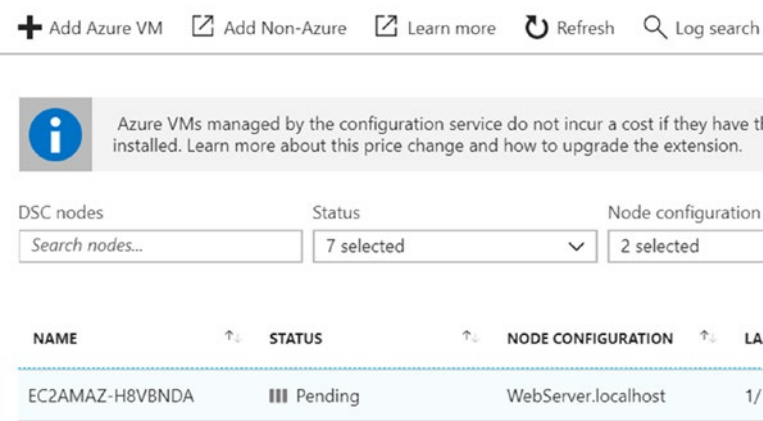 Add Azure VM Add Non-Azure Learn more Refresh Log search
Azure VMs managed by the configuration service do not incur a cost if they have
installed. Learn more about this price change and how to upgrade the extension.
DSC nodes Status Node configuration
Search nodes... 7 selected 2 selected
NAME STATUS NODE CONFIGURATION LA
EC2AMAZ-H8VBNDA Pending WebServer.localhost 1/